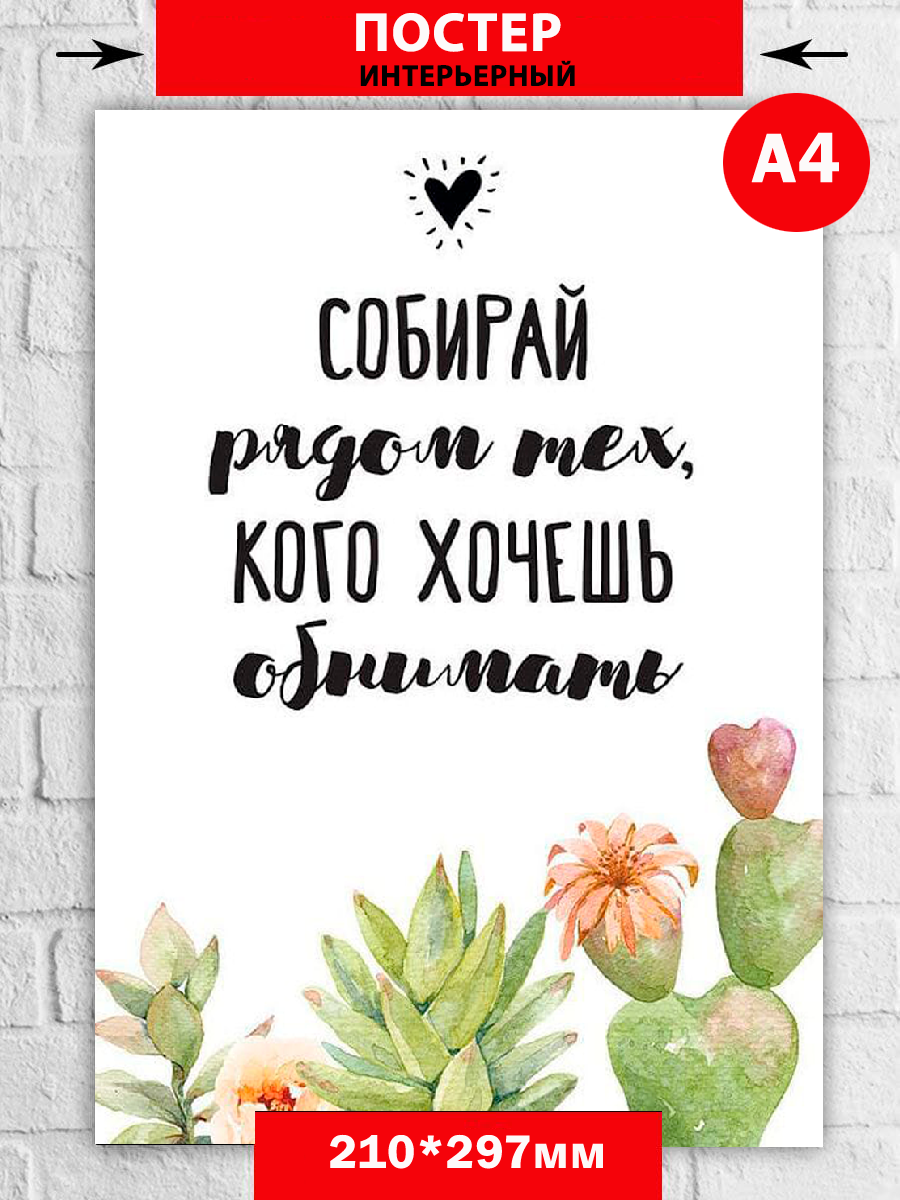 ПОСТЕР
ИНТЕРЬЕРНЫЙ
А4
СОБИРАЙ
рядом тех,
КОГО ХОЧЕШЬ
обнимать
210*297мм